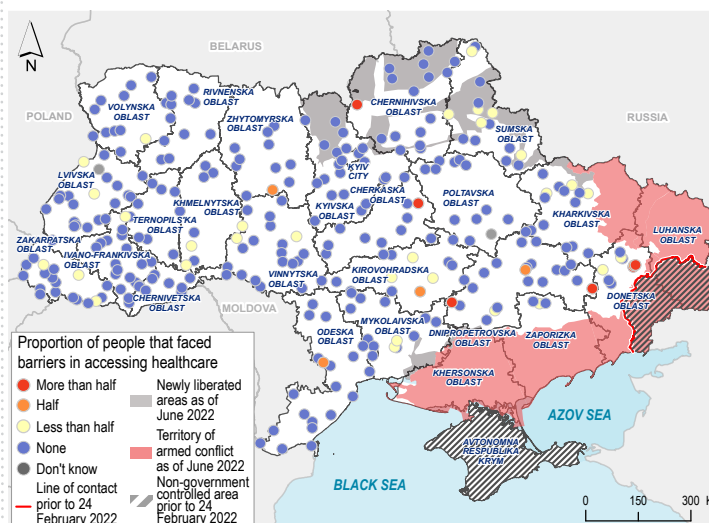 BELARUS
N
RIVNENSKA
OBLAST
VOLYNSKA
OBLAST
POLAND
ZHYTOMYRSKA
OBLAST
CHERNIHIVSKA
OBLAST
RUSSIA
SUMSKA
OBLAST
KYIV
CITY
LVIVSKA
OBLAST
CHERKASKA
OBLAST
POLTAVSKA
OBLAST
KHMELNYTSKA
OBLAST
KYIVSKA
OBLAST
TERNOPILSKA
OBLAST
KHARKIVSKA
OBLAST
LUHANSKA
OBLAST
ZAKARPATSKA
OBLAST
IVANO-FRANKIVSKA
OBLAST
VINNYTSKA
OBLAST
KIROVOHRADSKA
OBLAST
CHERNIVETSKA
OBLAST
DONETSKA
OBLAST
MOLDOVA
ODESKA
OBLAST
MYKOLAIVSKA
OBLAST
DNIPROPETROVSKA
OBLAST
ZAPORIZKA
OBLAST
KHERSONSKA
OBLAST
AZOV SEA
AVTONOMNA
RESPUBLIKA
KRYM
BLACK SEA
Proportion of people that faced
barriers in accessing healthcare
More than half
Half
Less than half
None
Don't know
Line of contact
prior to 24
February 2022
Newly liberated
areas as of
June 2022
Territory of
armed conflict
as of June 2022
Non-government
controlled area
prior to 24
February 2022
0 150 300